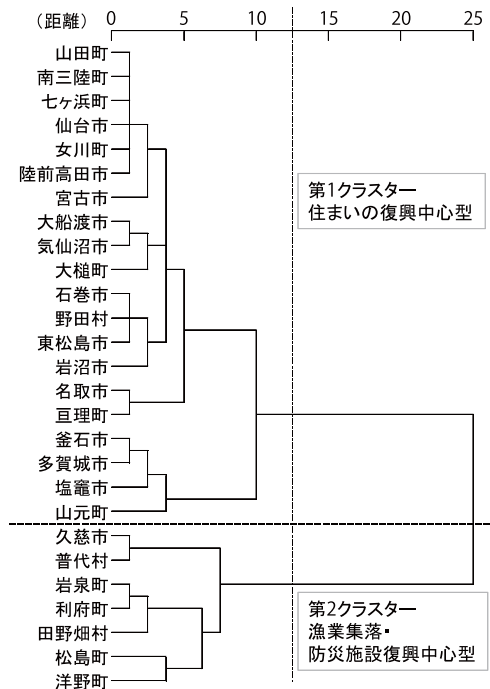 （距離） 0 5 10 15 20 25
山田町
南三陸町
七ヶ浜町
仙台市
女川町
陸前高田市
宮古市
大船渡市
気仙沼市
大槌町
石巻市
野田村
東松島市
岩沼市
名取市
亘理町
釜石市
多賀城市
塩竈市
山元町
久慈市
普代村
岩泉町
利府町
田野畑村
松島町
洋野町
第1クラスター
住まいの復興中心型
第2クラスター
漁業集落・
防災施設復興中心型